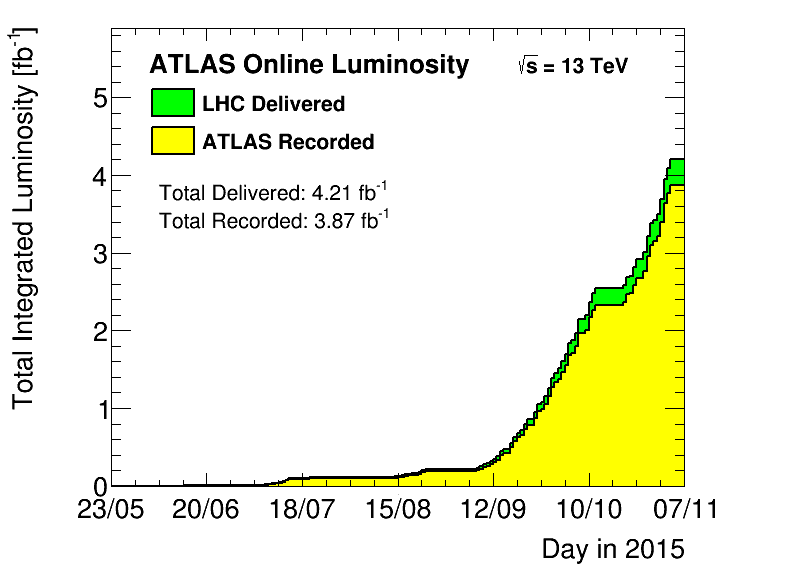 Total Integrated Luminosity [fb⁻¹]
ATLAS Online Luminosity
√s = 13 TeV
LHC Delivered
ATLAS Recorded
Total Delivered: 4.21 fb⁻¹
Total Recorded: 3.87 fb⁻¹
5
4
3
2
1
0
23/05 20/06 18/07 15/08 12/09 10/10 07/11
Day in 2015